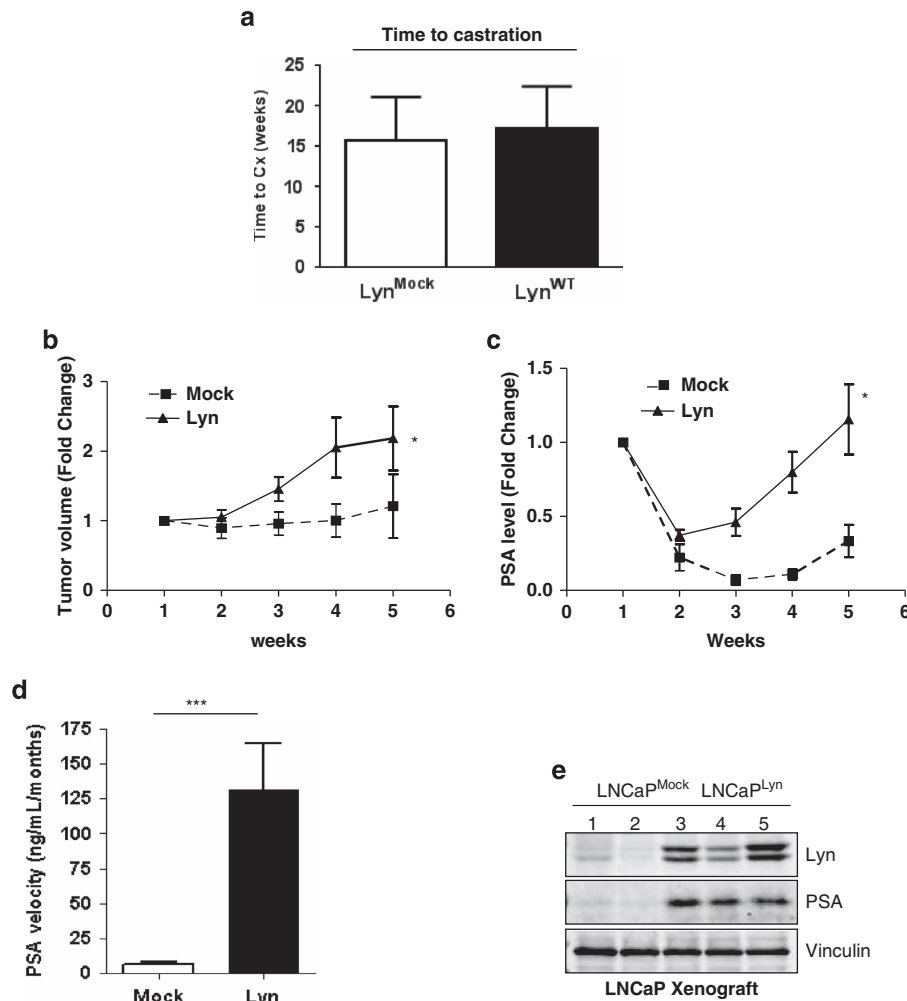 a
Time to castration
Time to Cx (weeks)
25
20
15
10
5
0
Lyn^Mock
Lyn^WT
b
Tumor volume (Fold Change)
3
2
1
0
Mock
Lyn
*
0 1 2 3 4 5 6
weeks
c
PSA level (Fold Change)
1.5
1.0
0.5
0.0
Mock
Lyn
*
0 1 2 3 4 5 6
Weeks
d
PSA velocity (ng/mL/months)
175
150
125
100
75
50
25
0
***
Mock Lyn
e
LNCaP^Mock LNCaP^Lyn
1 2 3 4 5
Lyn
PSA
Vinculin
LNCaP Xenograft